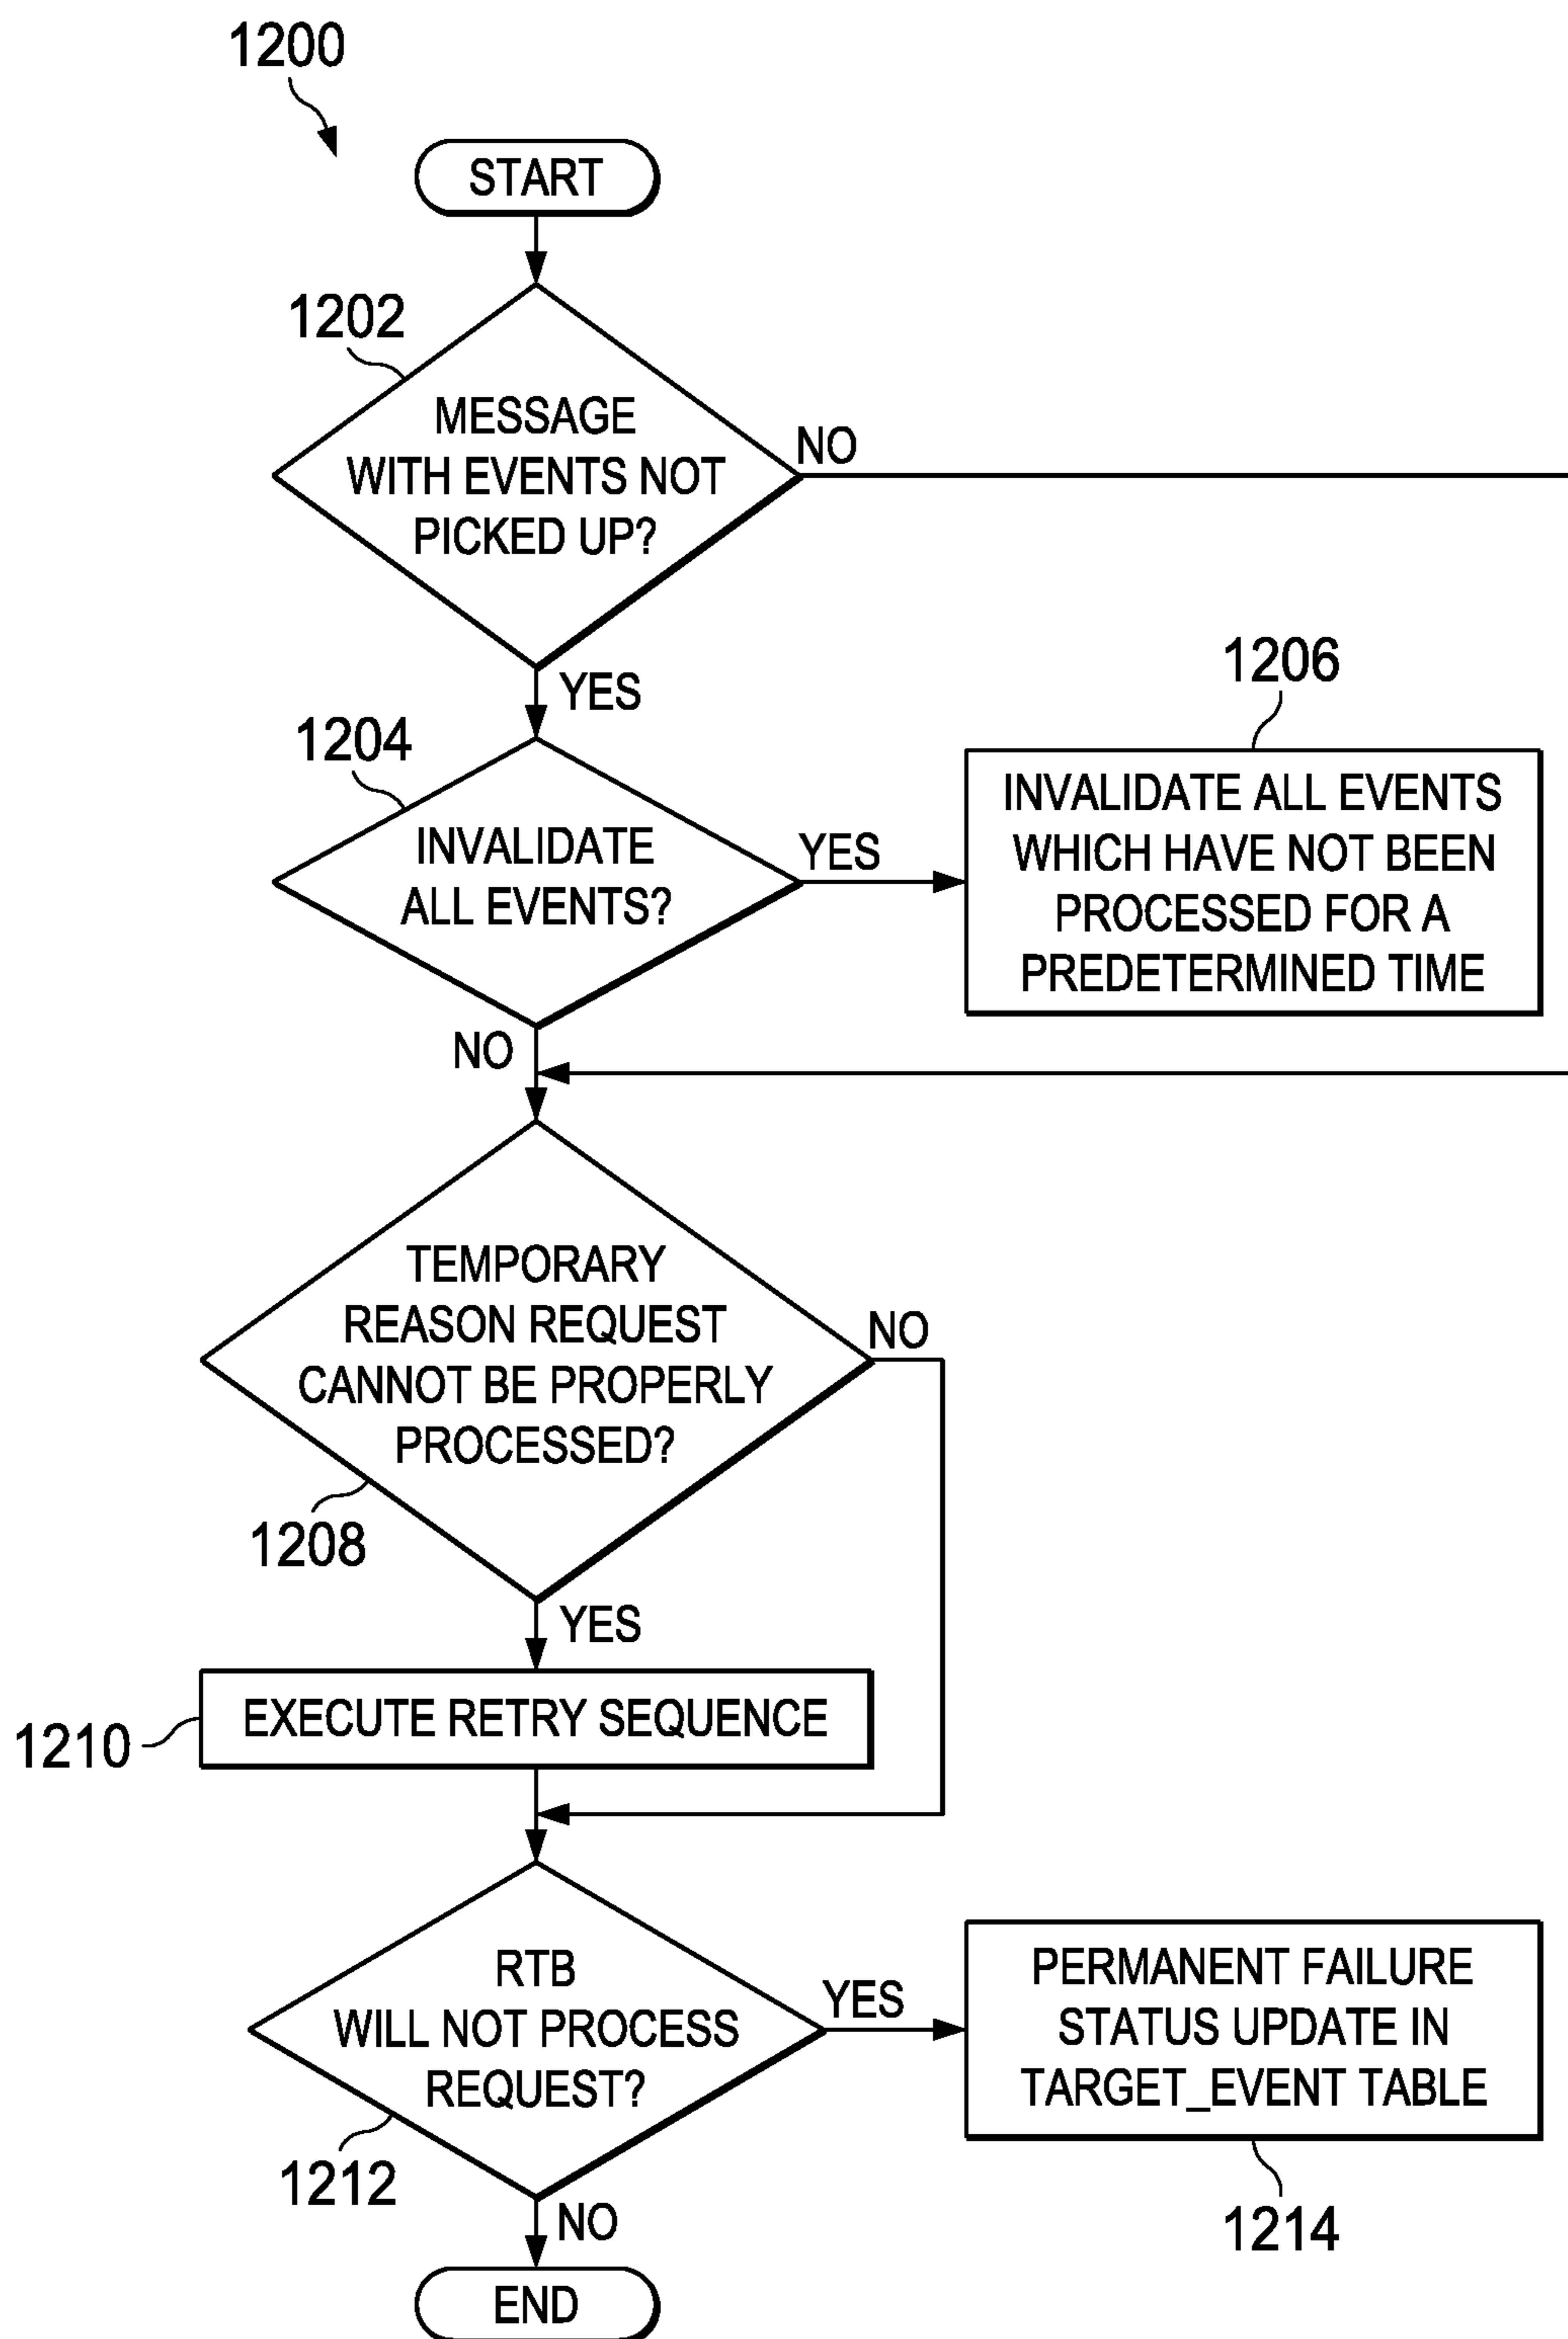 1200
START
1202
MESSAGE
WITH EVENTS NOT
PICKED UP?
NO
YES
1204
INVALIDATE
ALL EVENTS?
YES
1206
INVALIDATE ALL EVENTS
WHICH HAVE NOT BEEN
PROCESSED FOR A
PREDETERMINED TIME
NO
TEMPORARY
REASON REQUEST
CANNOT BE PROPERLY
PROCESSED?
NO
1208
YES
1210
EXECUTE RETRY SEQUENCE
RTB
WILL NOT PROCESS
REQUEST?
YES
1212
PERMANENT FAILURE
STATUS UPDATE IN
TARGET_EVENT TABLE
1214
NO
END